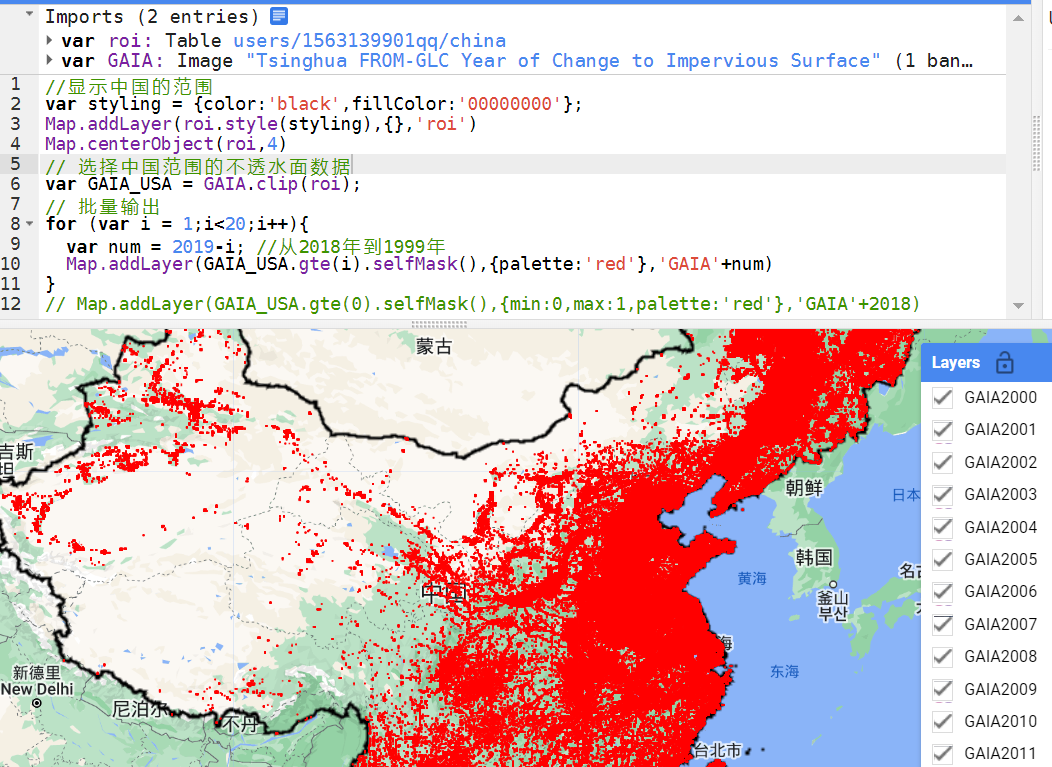 Imports (2 entries)
var roi: Table users/1563139901qq/china
var GAIA: Image "Tsinghua FROM-GLC Year of Change to Impervious Surface" (1 ban…
1 //显示中国的范围
2 var styling = {color:'black',fillColor:'00000000'};
3 Map.addLayer(roi.style(styling),{},'roi')
4 Map.centerObject(roi,4)
5 // 选择中国范围的不透水面数据
6 var GAIA_USA = GAIA.clip(roi);
7 // 批量输出
8 for (var i = 1;i<20;i++){
9 var num = 2019-i; //从2018年到1999年
10 Map.addLayer(GAIA_USA.gte(i).selfMask(),{palette:'red'},'GAIA'+num)
11 }
12 // Map.addLayer(GAIA_USA.gte(0).selfMask(),{min:0,max:1,palette:'red'},'GAIA'+2018)
蒙古
Layers
GAIA2000
GAIA2001
GAIA2002
GAIA2003
GAIA2004
GAIA2005
GAIA2006
GAIA2007
GAIA2008
GAIA2009
GAIA2010
GAIA2011
吉斯
坦
朝鲜
日本
韩国
黄海
名古
釜山
부산
中国
海
东海
新德里
New Delhi
尼泊尔
不丹
台北市